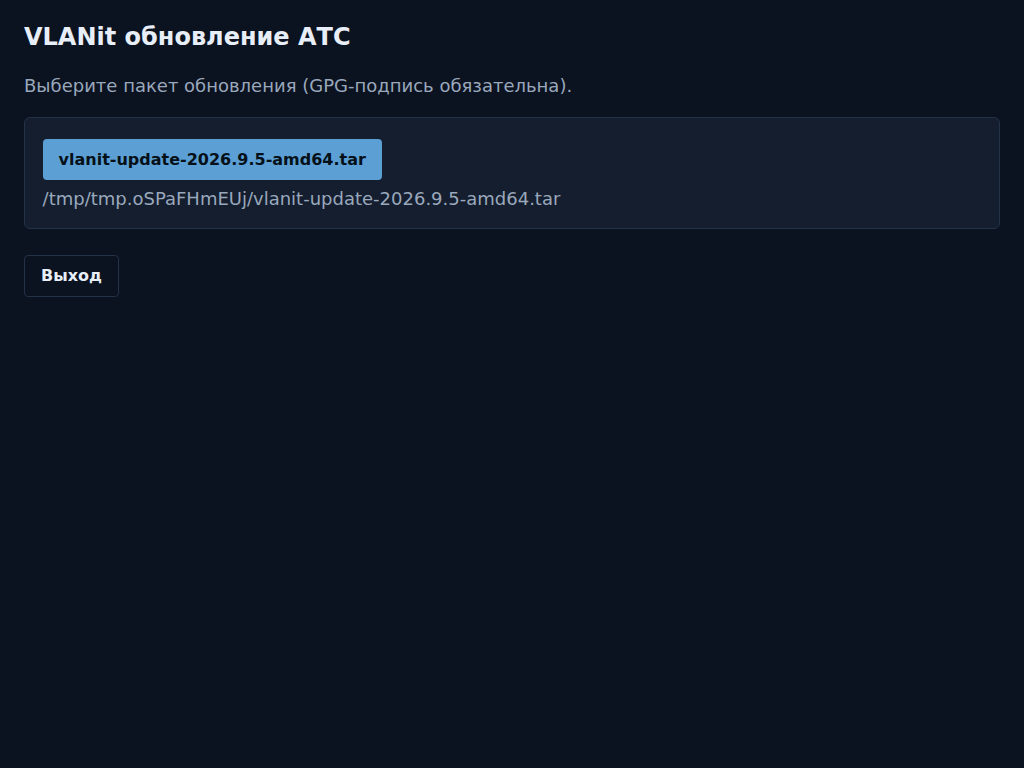 VLANit обновление АТС
Выберите пакет обновления (GPG-подпись обязательна).
vlanit-update-2026.9.5-amd64.tar
/tmp/tmp.oSPaFHmEUj/vlanit-update-2026.9.5-amd64.tar
Выход